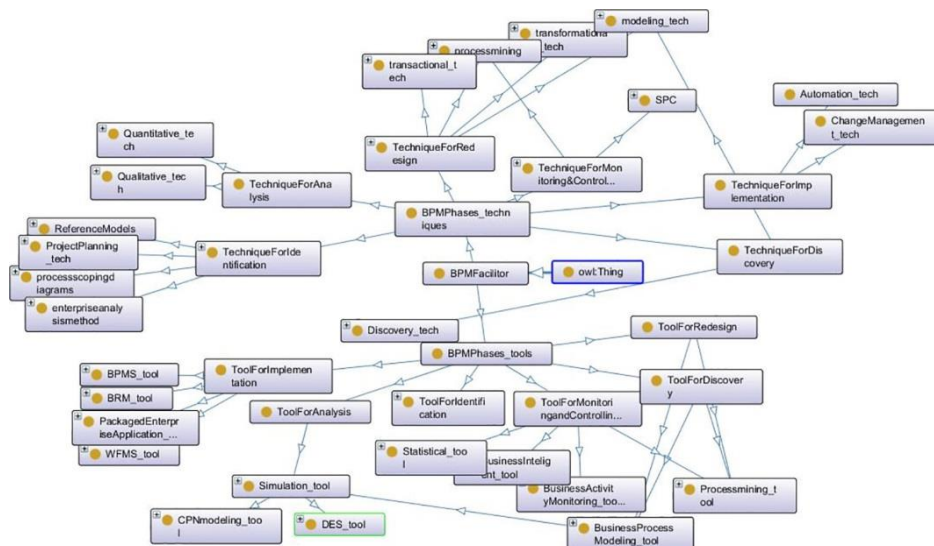 modeling_tech
transformationa
_tech
processmining
transactional_t
ech
SPC
Automation_tech
ChangeManagemen
t_tech
Quantitative_te
ch
Qualitative_tec
h
TechniqueForRed
esign
TechniqueForMon
itoring&Control...
TechniqueForAna
lysis
TechniqueForImp
lementation
BPMPhases_tech
niques
ReferenceModels
ProjectPlanning
_tech
processscopingd
iagrams
enterpriseanaly
sismethod
TechniqueForIde
ntification
TechniqueForDis
covery
BPMFacilitor
owl:Thing
Discovery_tech
ToolForRedesign
BPMPhases_tools
BPMS_tool
BRM_tool
PackagedEnterpr
iseApplication_...
WFMS_tool
ToolForImplemen
tation
ToolForAnalysis
ToolForIdentifi
cation
ToolForMonitori
ngandControllin...
ToolForDiscover
y
Statistical_too
l
usinessInteligi
ent_tool
BusinessActivit
yMonitoring_too...
Processmining_t
ool
Simulation_tool
CPNmodeling_too
l
DES_tool
BusinessProcess
Modeling_tool